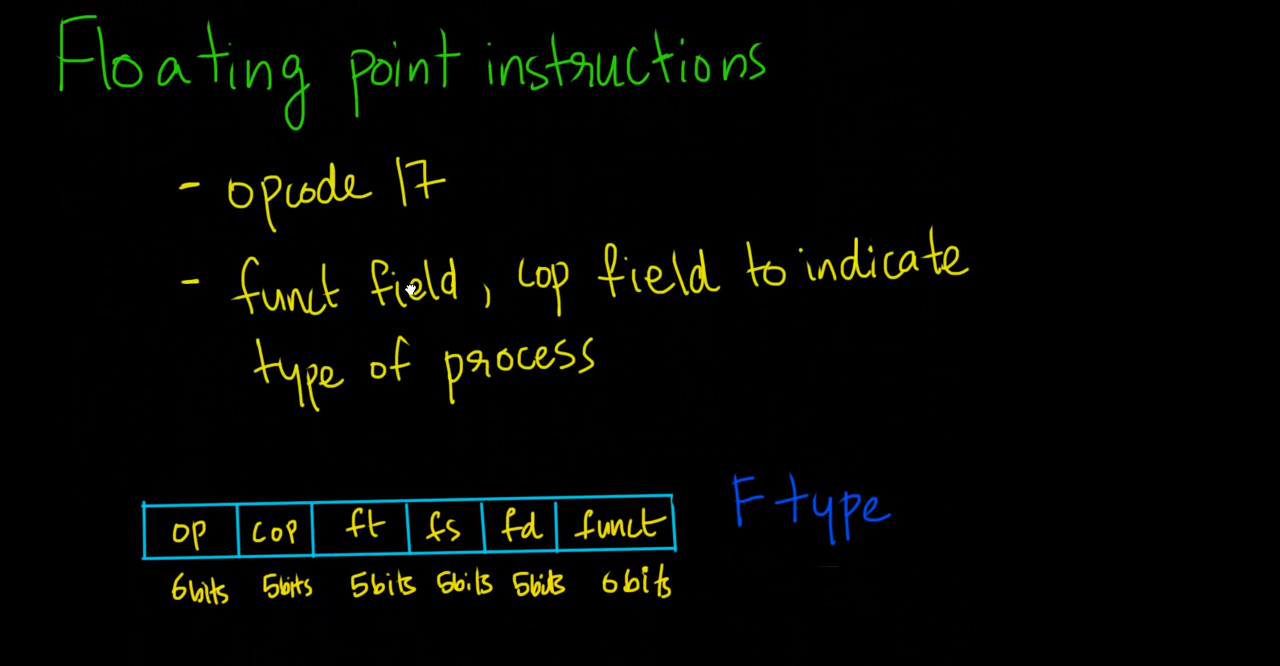 Floating point instructions
- opcode 17
- funct field, cop field to indicate
type of process
op cop ft fs fd funct
6bits 5bits 5bits 5bits 5bits 6bits
F type